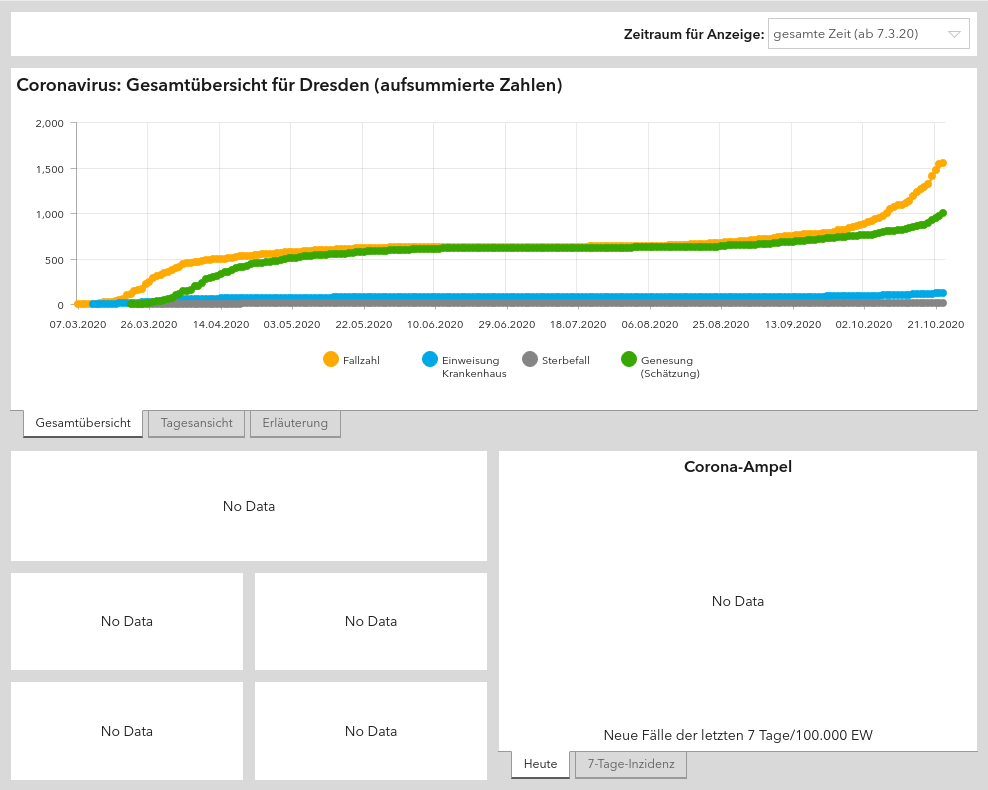 Zeitraum für Anzeige: gesamte Zeit (ab 7.3.20)
Coronavirus: Gesamtübersicht für Dresden (aufsummierte Zahlen)
2,000
1,500
1,000
500
0
07.03.2020 26.03.2020 14.04.2020 03.05.2020 22.05.2020 10.06.2020 29.06.2020 18.07.2020 06.08.2020 25.08.2020 13.09.2020 02.10.2020 21.10.2020
Fallzahl Einweisung Sterbefall Genesung
Krankenhaus (Schätzung)
Gesamtübersicht Tagesansicht Erläuterung
No Data
No Data No Data
No Data No Data
Corona-Ampel
No Data
Neue Fälle der letzten 7 Tage/100.000 EW
Heute 7-Tage-Inzidenz